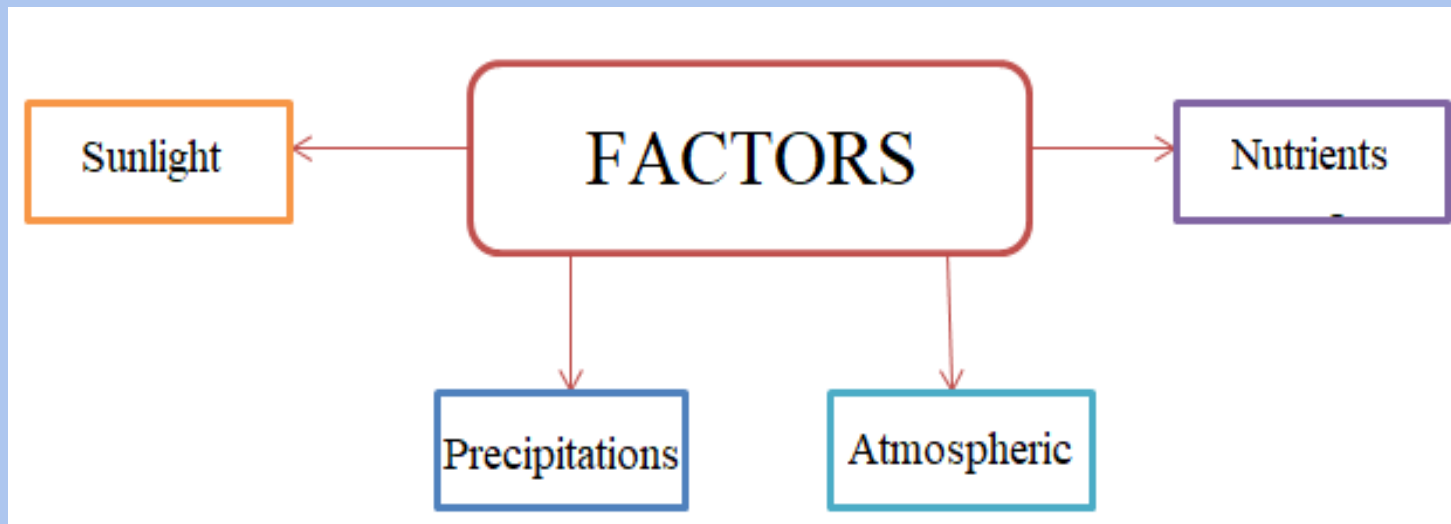 FACTORS
Sunlight
Nutrients
Precipitations
Atmospheric